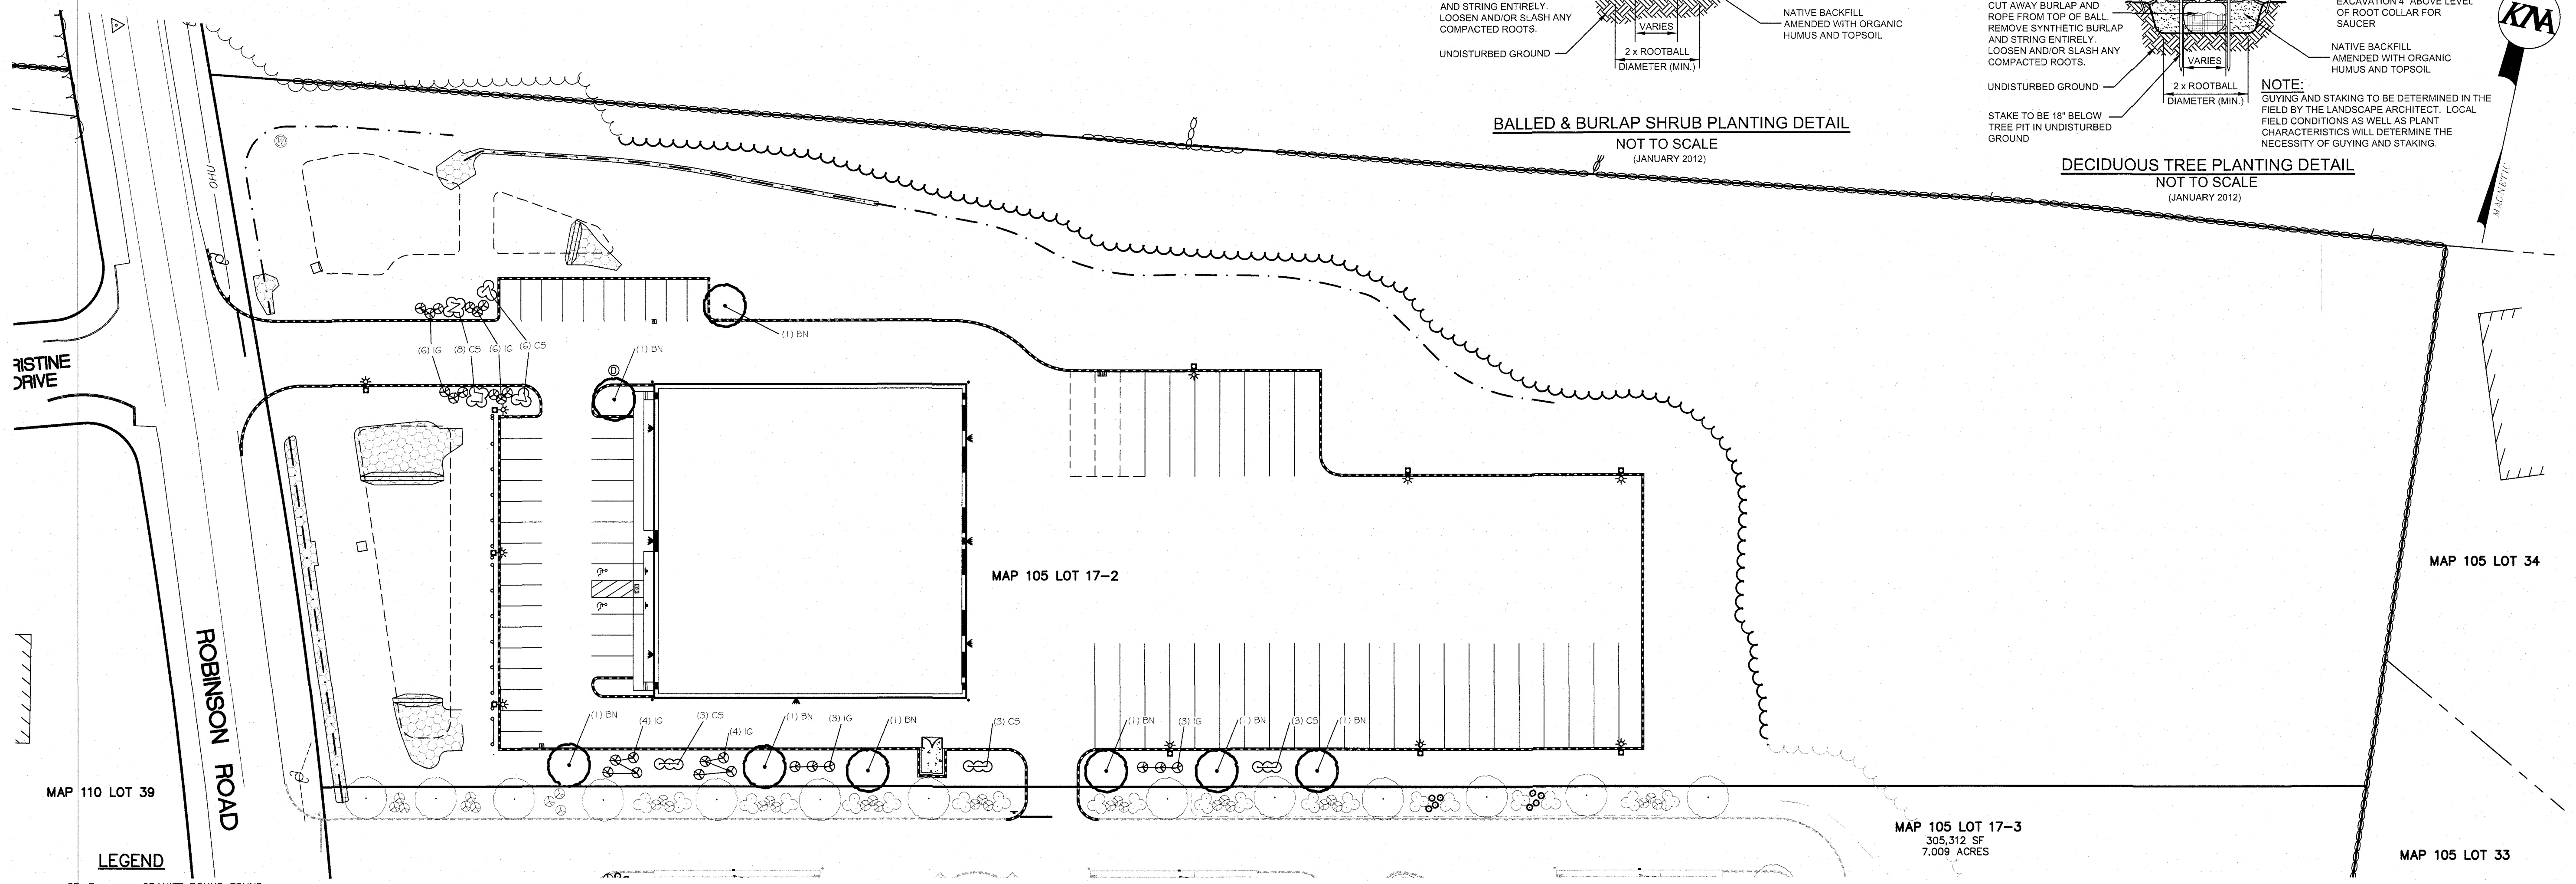 AND STRING ENTIRELY.
LOOSEN AND/OR SLASH ANY
COMPACTED ROOTS.
UNDISTURBED GROUND
VARIES
2 x ROOTBALL
DIAMETER (MIN.)
NATIVE BACKFILL
AMENDED WITH ORGANIC
HUMUS AND TOPSOIL
BALLED & BURLAP SHRUB PLANTING DETAIL
NOT TO SCALE
(JANUARY 2012)
CUT AWAY BURLAP AND
ROPE FROM TOP OF BALL.
REMOVE SYNTHETIC BURLAP
AND STRING ENTIRELY.
LOOSEN AND/OR SLASH ANY
COMPACTED ROOTS.
UNDISTURBED GROUND
STAKE TO BE 18" BELOW
TREE PIT IN UNDISTURBED
GROUND
VARIES
2 x ROOTBALL
DIAMETER (MIN.)
EXCAVATION 4" ABOVE LEVEL
OF ROOT COLLAR FOR
SAUCER
NATIVE BACKFILL
AMENDED WITH ORGANIC
HUMUS AND TOPSOIL
NOTE:
GUYING AND STAKING TO BE DETERMINED IN THE
FIELD BY THE LANDSCAPE ARCHITECT. LOCAL
FIELD CONDITIONS AS WELL AS PLANT
CHARACTERISTICS WILL DETERMINE THE
NECESSITY OF GUYING AND STAKING.
DECIDUOUS TREE PLANTING DETAIL
NOT TO SCALE
(JANUARY 2012)
KNA
MAGNETIC
OHU
W
(1) BN
(6) IG
(8) CS
(6) IG
(6) CS
(1) BN
D
RISTINE
DRIVE
MAP 105 LOT 17-2
MAP 105 LOT 34
ROBINSON ROAD
(1) BN
(4) IG
(3) CS
(4) IG
(1) BN
(3) IG
(1) BN
(3) CS
(1) BN
(3) IG
(1) BN
(3) CS
(1) BN
MAP 110 LOT 39
MAP 105 LOT 17-3
305,312 SF
7.009 ACRES
MAP 105 LOT 33
LEGEND